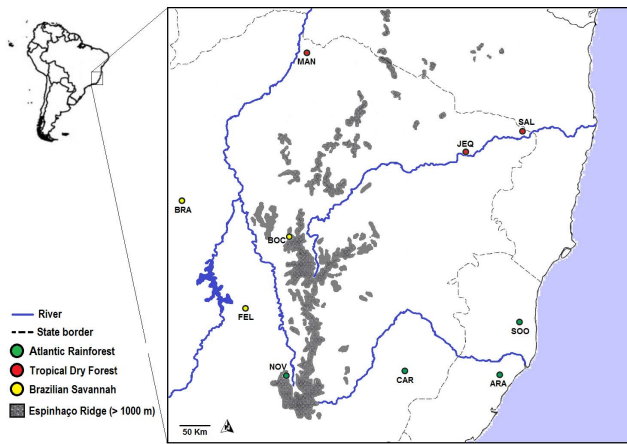 MAN
SAL
JEQ
BRA
BOC
FEL
SOO
NOV
CAR
ARA
River
State border
Atlantic Rainforest
Tropical Dry Forest
Brazilian Savannah
Espinhaço Ridge (> 1000 m)
50 Km